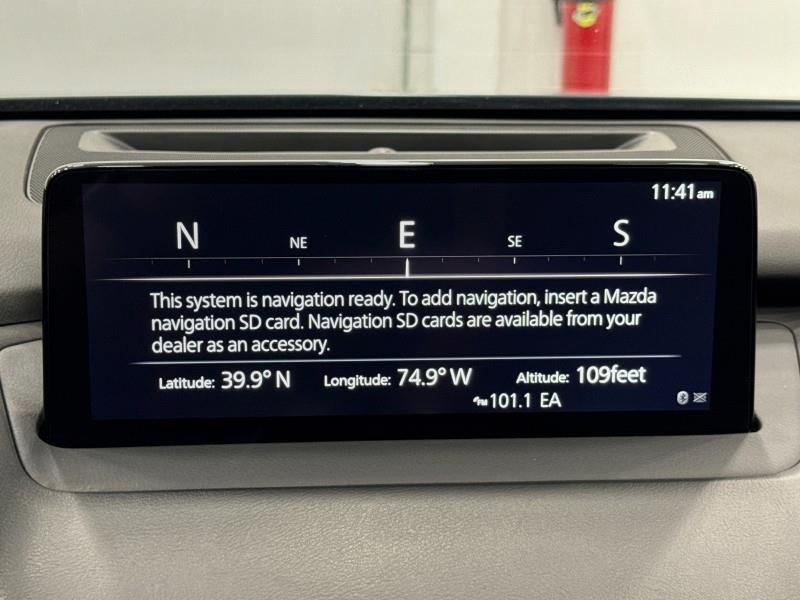 11:41am
N NE E SE S
This system is navigation ready. To add navigation, insert a Mazda
navigation SD card. Navigation SD cards are available from your
dealer as an accessory.
Latitude: 39.9° N Longitude: 74.9° W Altitude: 109feet
FM 101.1 EA